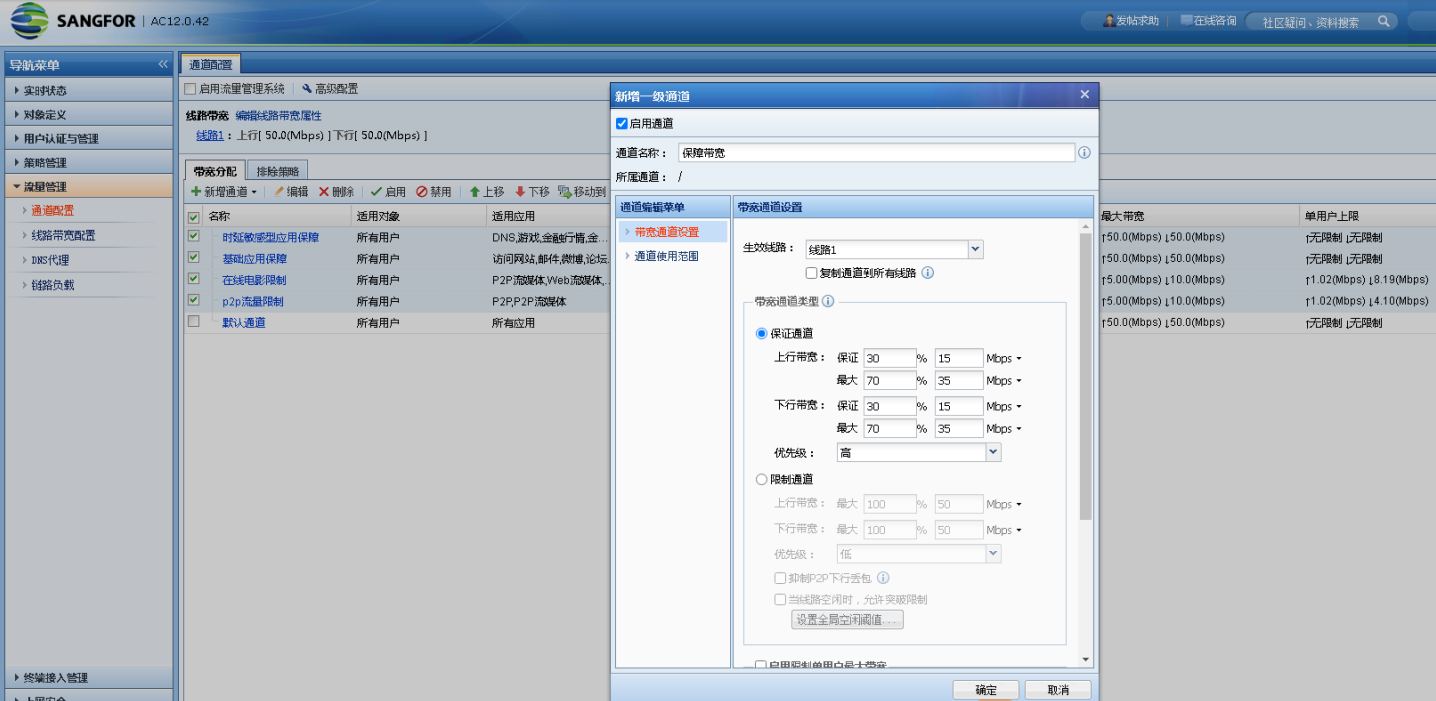 SANGFOR | AC12.0.42
发帖求助 在线咨询 社区疑问、资料搜索
导航菜单 «
实时状态
对象定义
用户认证与管理
策略管理
流量管理
通道配置
线路带宽配置
DNS代理
链路负载
终端接入管理
上网安全
通道配置
启用流量管理系统 高级配置
线路带宽 编辑线路带宽属性
线路1: 上行[ 50.0(Mbps) ]下行[ 50.0(Mbps) ]
带宽分配 排除策略
新增通道 编辑 删除 启用 禁用 上移 下移 移动到
名称 适用对象 适用应用 最大带宽 单用户上限
时延敏感型应用保障 所有用户 DNS,游戏,金融行情,金... ↑50.0(Mbps) ↓50.0(Mbps) ↑无限制 ↓无限制
基础应用保障 所有用户 访问网站,邮件,微博,论坛. ↑50.0(Mbps) ↓50.0(Mbps) ↑无限制 ↓无限制
在线电影限制 所有用户 P2P流媒体,Web流媒体,.. ↑5.00(Mbps) ↓10.0(Mbps) ↑1.02(Mbps) ↓8.19(Mbps)
p2p流量限制 所有用户 P2P,P2P流媒体 ↑5.00(Mbps) ↓10.0(Mbps) ↑1.02(Mbps) ↓4.10(Mbps)
默认通道 所有用户 所有应用 ↑50.0(Mbps) ↓50.0(Mbps) ↑无限制 ↓无限制
新增一级通道 ×
启用通道
通道名称: 保障带宽
所属通道: /
通道编辑菜单
带宽通道设置
通道使用范围
带宽通道设置
生效线路: 线路1
复制通道到所有线路
带宽通道类型
保证通道
上行带宽: 保证 30 % 15 Mbps
最大 70 % 35 Mbps
下行带宽: 保证 30 % 15 Mbps
最大 70 % 35 Mbps
优先级: 高
限制通道
上行带宽: 最大 100 % 50 Mbps
下行带宽: 最大 100 % 50 Mbps
优先级: 低
抑制P2P下行丢包
当线路空闲时,允许突破限制
设置全局空闲阈值...
启用限制单用户最大带宽
确定 取消